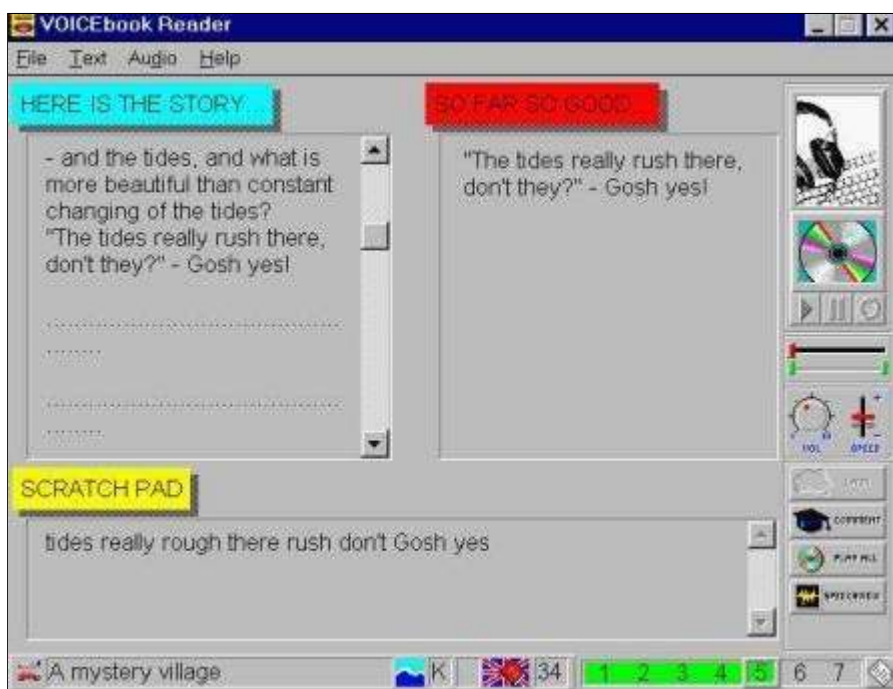 VOICEbook Reader
File Text Audio Help
HERE IS THE STORY...
- and the tides, and what is
more beautiful than constant
changing of the tides?
"The tides really rush there,
don't they?" - Gosh yes!
........................................
........
........................................
........
SO FAR SO GOOD...
"The tides really rush there,
don't they?" - Gosh yes!
VOL SPEED
SCRATCH PAD
tides really rough there rush don't Gosh yes
COMMENT
PLAY ALL
A mystery village K 34 1 2 3 4 5 6 7